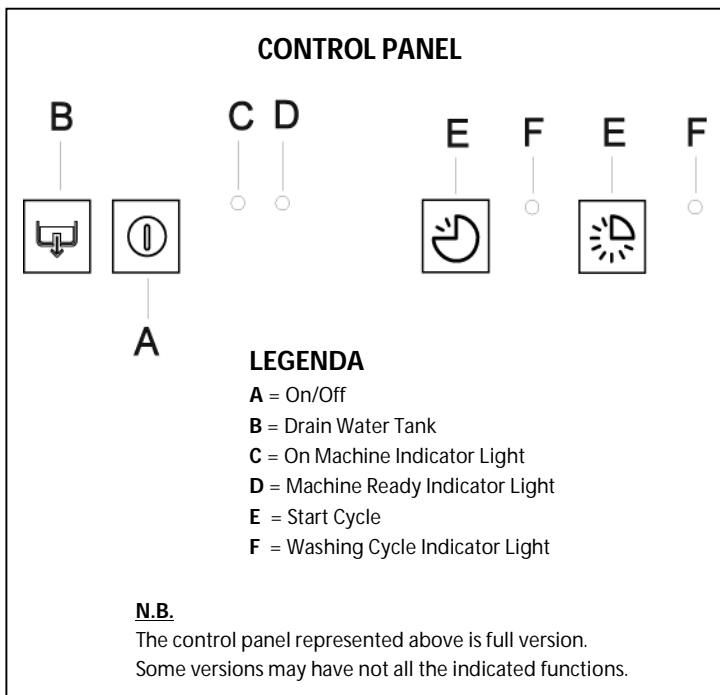 CONTROL PANEL
B C D E F E F
A
LEGENDA
A = On/Off
B = Drain Water Tank
C = On Machine Indicator Light
D = Machine Ready Indicator Light
E = Start Cycle
F = Washing Cycle Indicator Light
N.B.
The control panel represented above is full version.
Some versions may have not all the indicated functions.